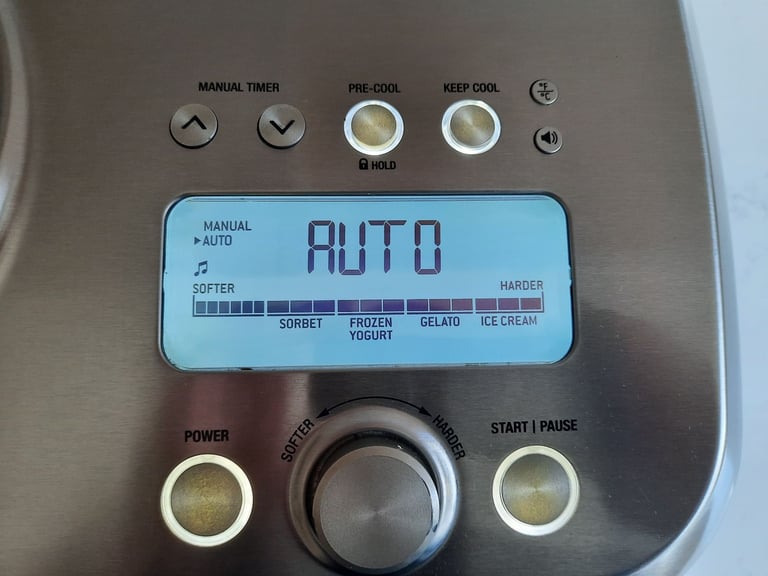 MANUAL TIMER
PRE-COOL
KEEP COOL
°F
°C
HOLD
MANUAL
AUTO
AUTO
SOFTER
HARDER
SORBET
FROZEN
YOGURT
GELATO
ICE CREAM
POWER
SOFTER
HARDER
START | PAUSE